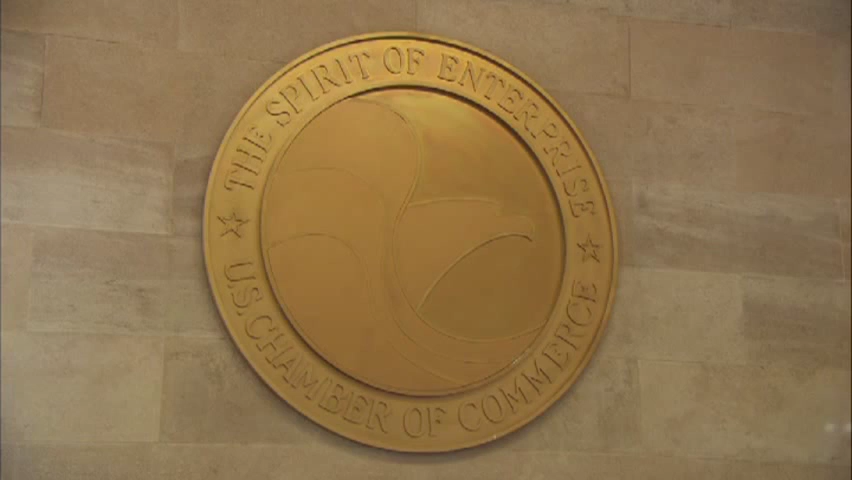 THE SPIRIT OF ENTERPRISE
U.S. CHAMBER OF COMMERCE